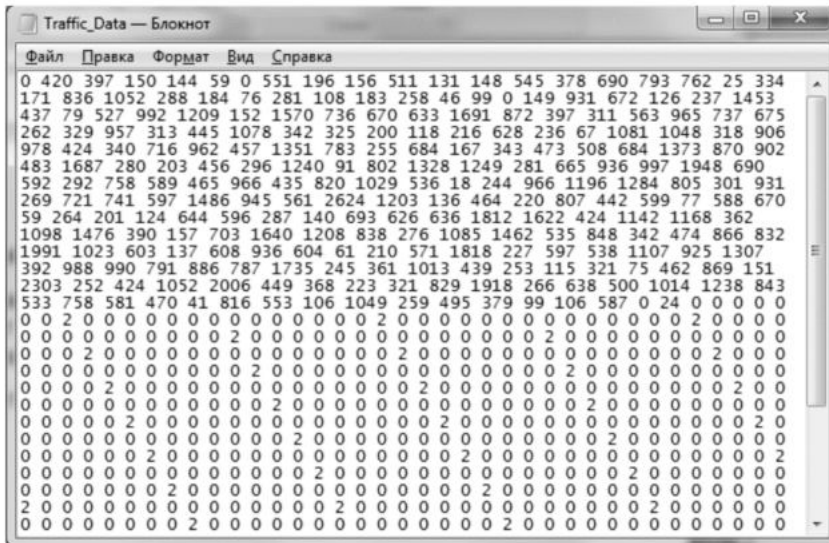 Traffic_Data — Блокнот
Файл Правка Формат Вид Справка
0 420 397 150 144 59 0 551 196 156 511 131 148 545 378 690 793 762 25 334
171 836 1052 288 184 76 281 108 183 258 46 99 0 149 931 672 126 237 1453
437 79 527 992 1209 152 1570 736 670 633 1691 872 397 311 563 965 737 675
262 329 957 313 445 1078 342 325 200 118 216 628 236 67 1081 1048 318 906
978 424 340 716 962 457 1351 783 255 684 167 343 473 508 684 1373 870 902
483 1687 280 203 456 296 1240 91 802 1328 1249 281 665 936 997 1948 690
592 292 758 589 465 966 435 820 1029 536 18 244 966 1196 1284 805 301 931
269 721 741 597 1486 945 561 2624 1203 136 464 220 807 442 599 77 588 670
59 264 201 124 644 596 287 140 693 626 636 1812 1622 424 1142 1168 362
1098 1476 390 157 703 1640 1208 838 276 1085 1462 535 848 342 474 866 832
1991 1023 603 137 608 936 604 61 210 571 1818 227 597 538 1107 925 1307
392 988 990 791 886 787 1735 245 361 1013 439 253 115 321 75 462 869 151
2303 252 424 1052 2006 449 368 223 321 829 1918 266 638 500 1014 1238 843
533 758 581 470 41 816 553 106 1049 259 495 379 99 106 587 0 24 0 0 0 0 0
0 0 2 0 0 0 0 0 0 0 0 0 0 0 0 0 0 2 0 0 0 0 0 0 0 0 0 0 0 0 0 0 2 0 0 0 0
0 0 0 0 0 0 0 0 0 0 2 0 0 0 0 0 0 0 0 0 0 0 0 0 0 2 0 0 0 0 0 0 0 0 0 0 0
0 0 0 2 0 0 0 0 0 0 0 0 0 0 0 0 0 0 2 0 0 0 0 0 0 0 0 0 0 0 0 0 0 2 0 0 0
0 0 0 0 0 0 0 0 0 0 0 2 0 0 0 0 0 0 0 0 0 0 0 0 0 0 2 0 0 0 0 0 0 0 0 0 0
0 0 0 0 2 0 0 0 0 0 0 0 0 0 0 0 0 0 0 2 0 0 0 0 0 0 0 0 0 0 0 0 0 0 2 0 0
0 0 0 0 0 0 0 0 0 0 0 0 2 0 0 0 0 0 0 0 0 0 0 0 0 0 0 2 0 0 0 0 0 0 0 0 0
0 0 0 0 0 2 0 0 0 0 0 0 0 0 0 0 0 0 0 0 2 0 0 0 0 0 0 0 0 0 0 0 0 0 0 2 0
0 0 0 0 0 0 0 0 0 0 0 0 0 2 0 0 0 0 0 0 0 0 0 0 0 0 0 0 2 0 0 0 0 0 0 0 0
0 0 0 0 0 0 2 0 0 0 0 0 0 0 0 0 0 0 0 0 0 2 0 0 0 0 0 0 0 0 0 0 0 0 0 0 2
0 0 0 0 0 0 0 0 0 0 0 0 0 0 2 0 0 0 0 0 0 0 0 0 0 0 0 0 0 2 0 0 0 0 0 0 0
0 0 0 0 0 0 0 2 0 0 0 0 0 0 0 0 0 0 0 0 0 0 2 0 0 0 0 0 0 0 0 0 0 0 0 0 0
2 0 0 0 0 0 0 0 0 0 0 0 0 0 0 2 0 0 0 0 0 0 0 0 0 0 0 0 0 0 2 0 0 0 0 0 0
0 0 0 0 0 0 0 0 2 0 0 0 0 0 0 0 0 0 0 0 0 0 0 2 0 0 0 0 0 0 0 0 0 0 0 0 0